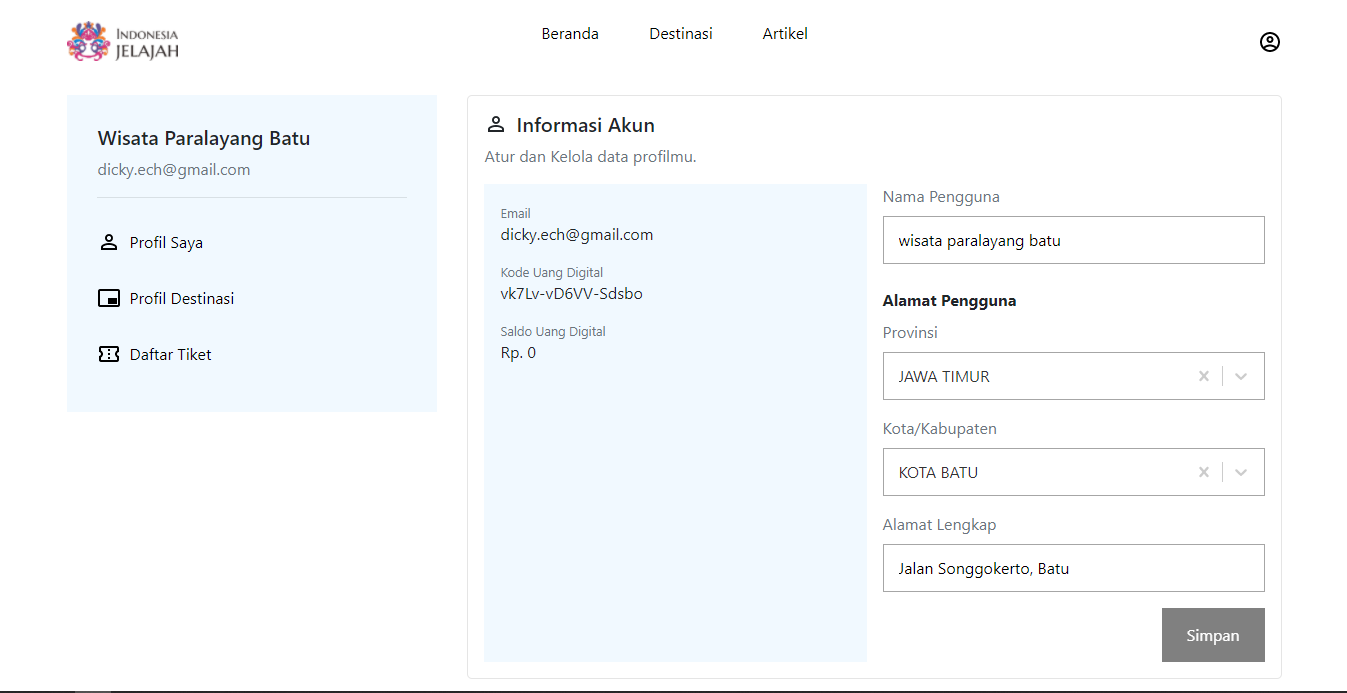 INDONESIA
JELAJAH
Beranda
Destinasi
Artikel
Wisata Paralayang Batu
dicky.ech@gmail.com
Profil Saya
Profil Destinasi
Daftar Tiket
Informasi Akun
Atur dan Kelola data profilmu.
Email
dicky.ech@gmail.com
Kode Uang Digital
vk7Lv-vD6VV-Sdsbo
Saldo Uang Digital
Rp. 0
Nama Pengguna
wisata paralayang batu
Alamat Pengguna
Provinsi
JAWA TIMUR
Kota/Kabupaten
KOTA BATU
Alamat Lengkap
Jalan Songgokerto, Batu
Simpan